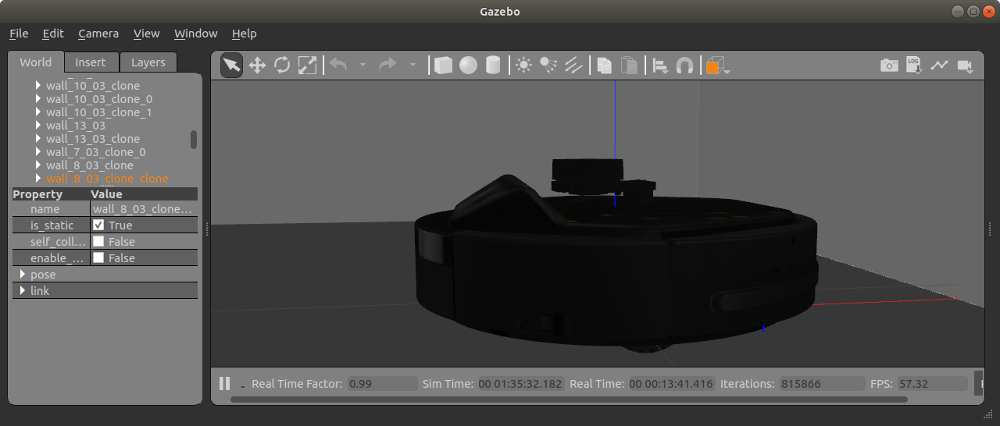 Gazebo
File Edit Camera View Window Help
World Insert Layers
LOG
wall_10_03_clone
wall_10_03_clone_0
wall_10_03_clone_1
wall_13_03
wall_13_03_clone
wall_7_03_clone_0
wall_8_03_clone
wall_8_03_clone_clone
Property Value
name wall_8_03_clone...
is_static True
self_coll... False
enable_... False
pose
link
Real Time Factor: 0.99 Sim Time: 00 01:35:32.182 Real Time: 00 00:13:41.416 Iterations: 815866 FPS: 57.32